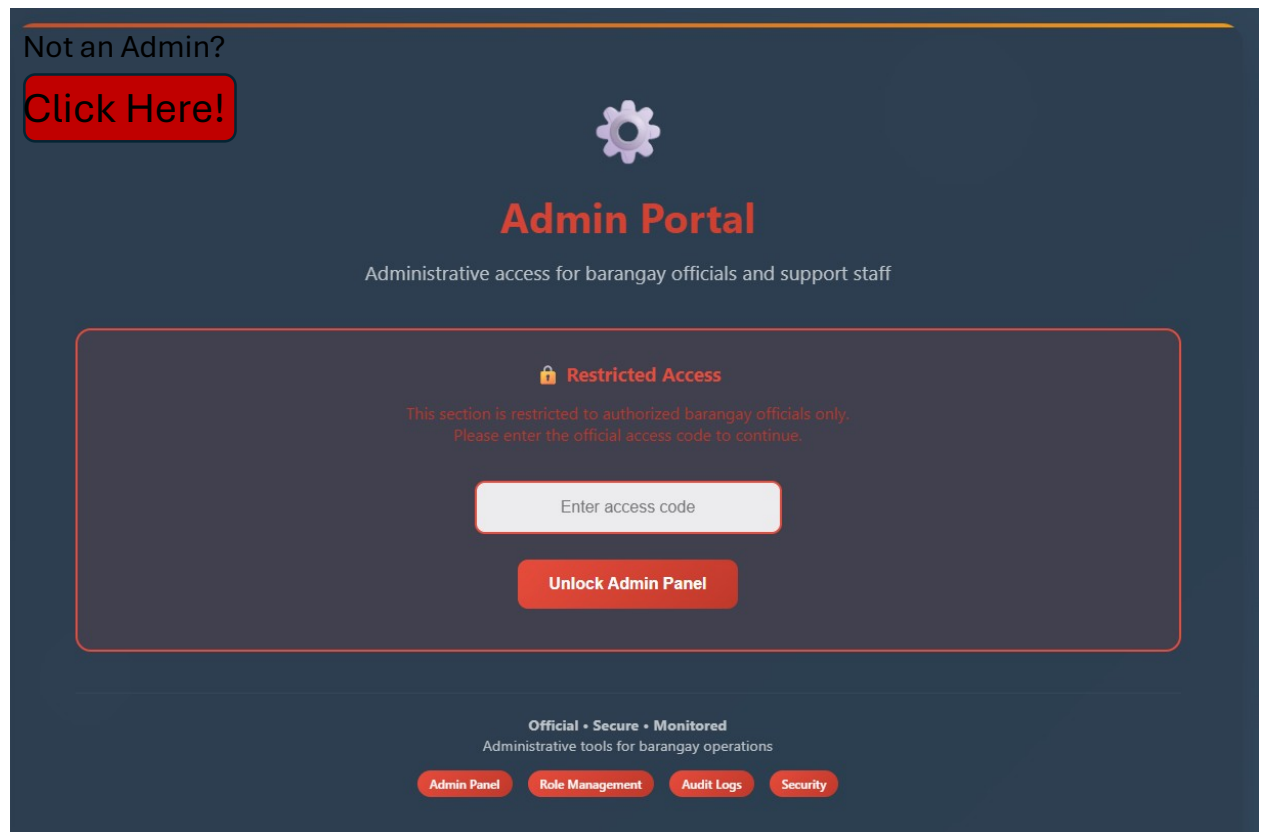 Not an Admin?
Click Here!
Admin Portal
Administrative access for barangay officials and support staff
Restricted Access
This section is restricted to authorized barangay officials only.
Please enter the official access code to continue.
Enter access code
Unlock Admin Panel
Official • Secure • Monitored
Administrative tools for barangay operations
Admin Panel Role Management Audit Logs Security